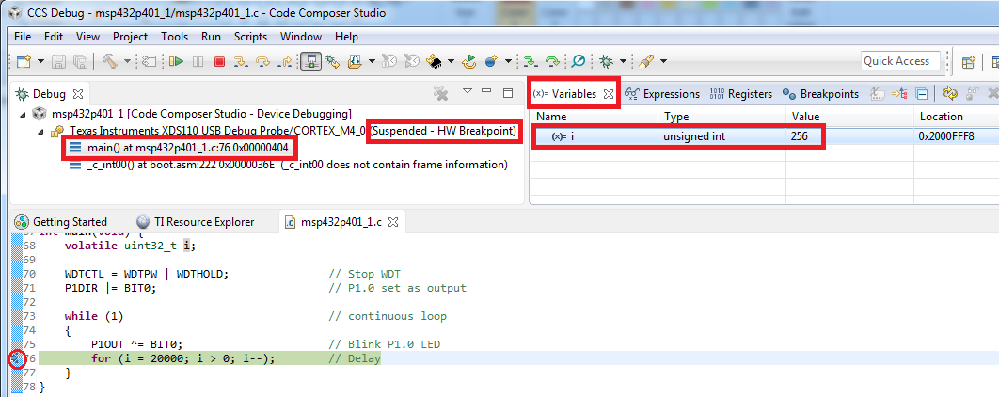 CCS Debug - msp432p401_1/msp432p401_1.c - Code Composer Studio
File Edit View Project Tools Run Scripts Window Help
Quick Access
Debug
msp432p401_1 [Code Composer Studio - Device Debugging]
Texas Instruments XDS110 USB Debug Probe/CORTEX_M4_0 (Suspended - HW Breakpoint)
main() at msp432p401_1.c:76 0x00000404
_c_int00() at boot.asm:222 0x0000036E (_c_int00 does not contain frame information)
(x)= Variables Expressions 1010 0101 Registers Breakpoints
Name Type Value Location
(x)= i unsigned int 256 0x2000FFF8
Getting Started TI Resource Explorer msp432p401_1.c
int main(void) {
68 volatile uint32_t i;
69
70 WDTCTL = WDTPW | WDTHOLD; // Stop WDT
71 P1DIR |= BIT0; // P1.0 set as output
72
73 while (1) // continuous loop
74 {
75 P1OUT ^= BIT0; // Blink P1.0 LED
76 for (i = 20000; i > 0; i--); // Delay
77 }
78 }